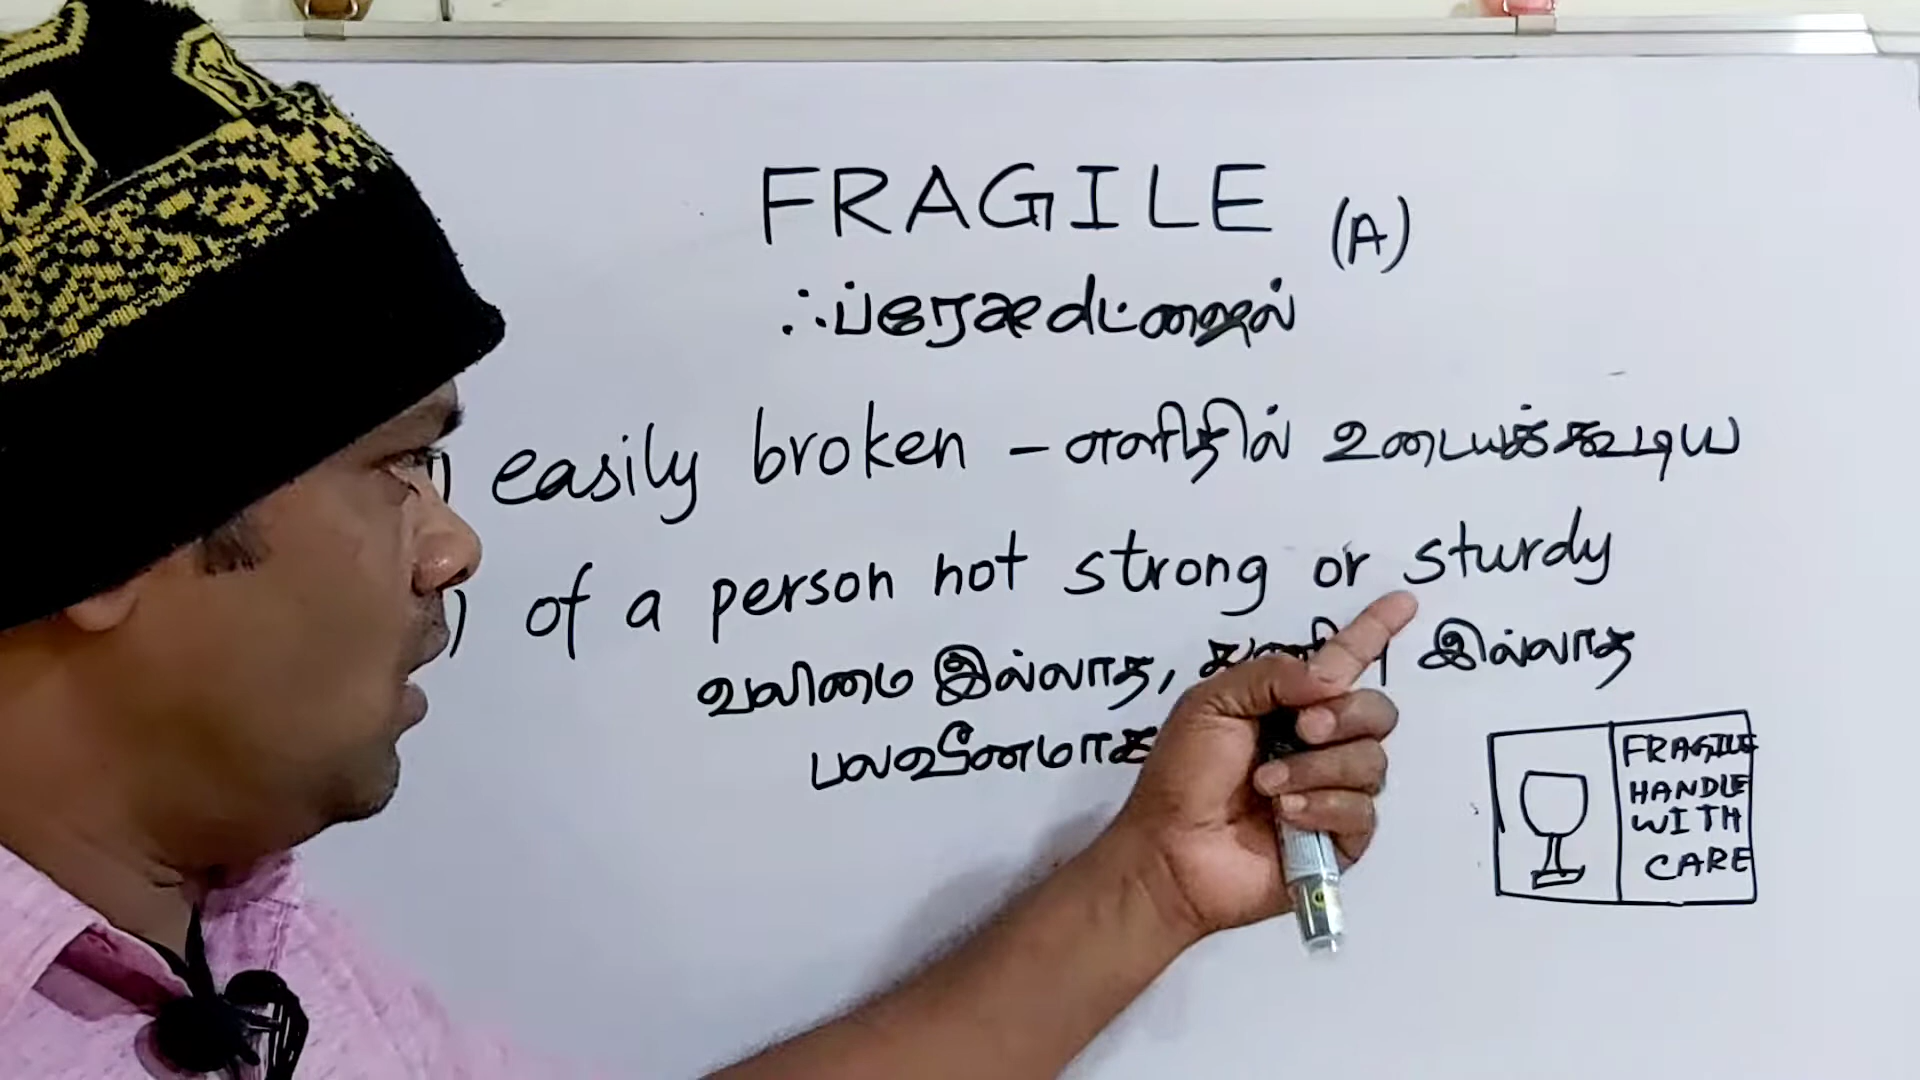 FRAGILE (A)
easily broken - எளிதில் உடையக்கூடிய
) of a person not strong or sturdy
வலிமை இல்லாத, இல்லாத
பலவீனமாக
FRAGILE
HANDLE
WITH
CARE